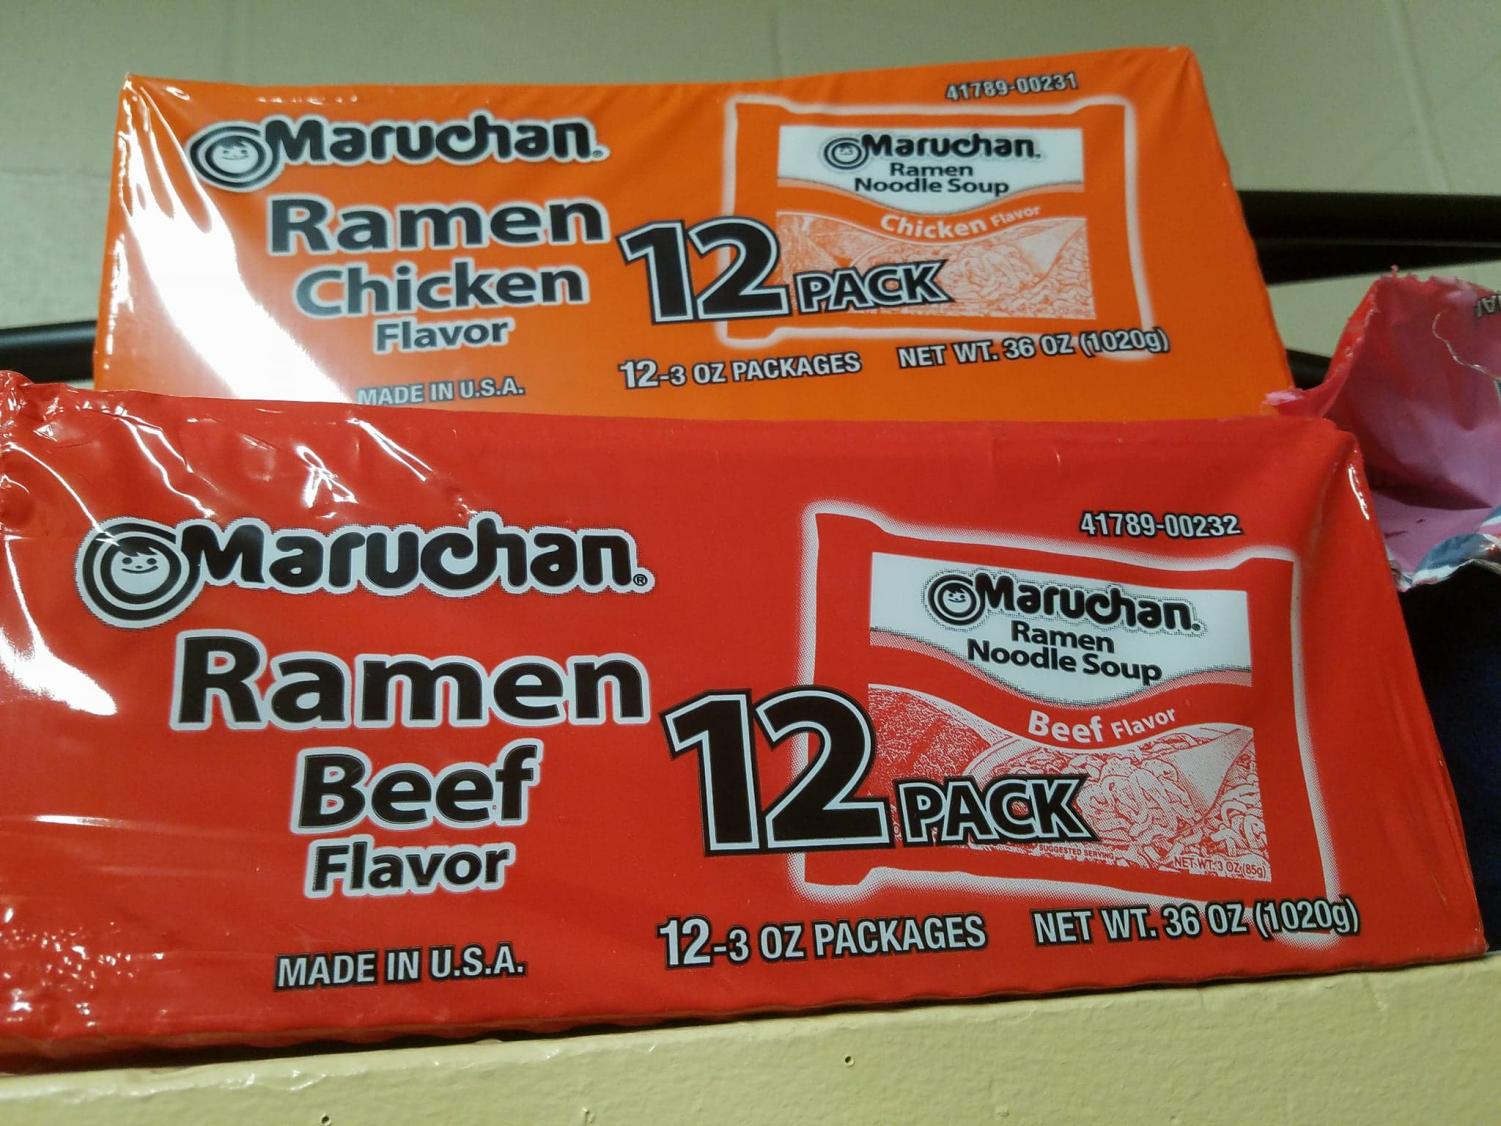 41789-00231
Maruchan®
Ramen
Chicken
Flavor
MADE IN U.S.A.
12 PACK
Maruchan.
Ramen
Noodle Soup
Chicken Flavor
12-3 OZ PACKAGES NET WT. 36 OZ (1020g)
41789-00232
Maruchan®
Ramen
Beef
Flavor
MADE IN U.S.A.
12 PACK
Maruchan.
Ramen
Noodle Soup
Beef Flavor
SUGGESTED SERVING
NET WT. 3 OZ (85g)
12-3 OZ PACKAGES NET WT. 36 OZ (1020g)